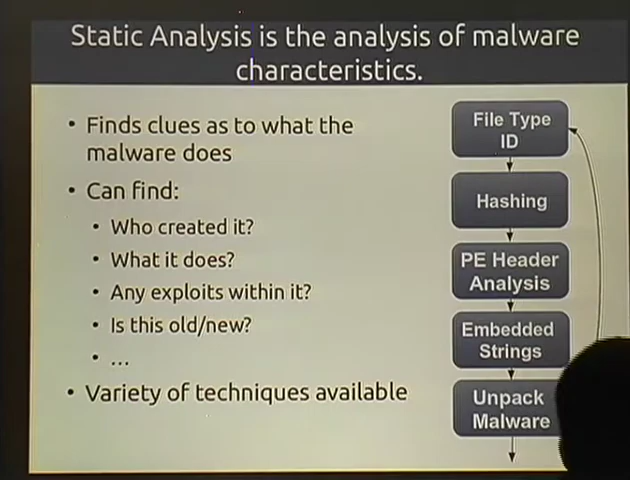 Static Analysis is the analysis of malware
characteristics.
• Finds clues as to what the
malware does
• Can find:
• Who created it?
• What it does?
• Any exploits within it?
• Is this old/new?
• ...
• Variety of techniques available
File Type
ID
Hashing
PE Header
Analysis
Embedded
Strings
Unpack
Malware